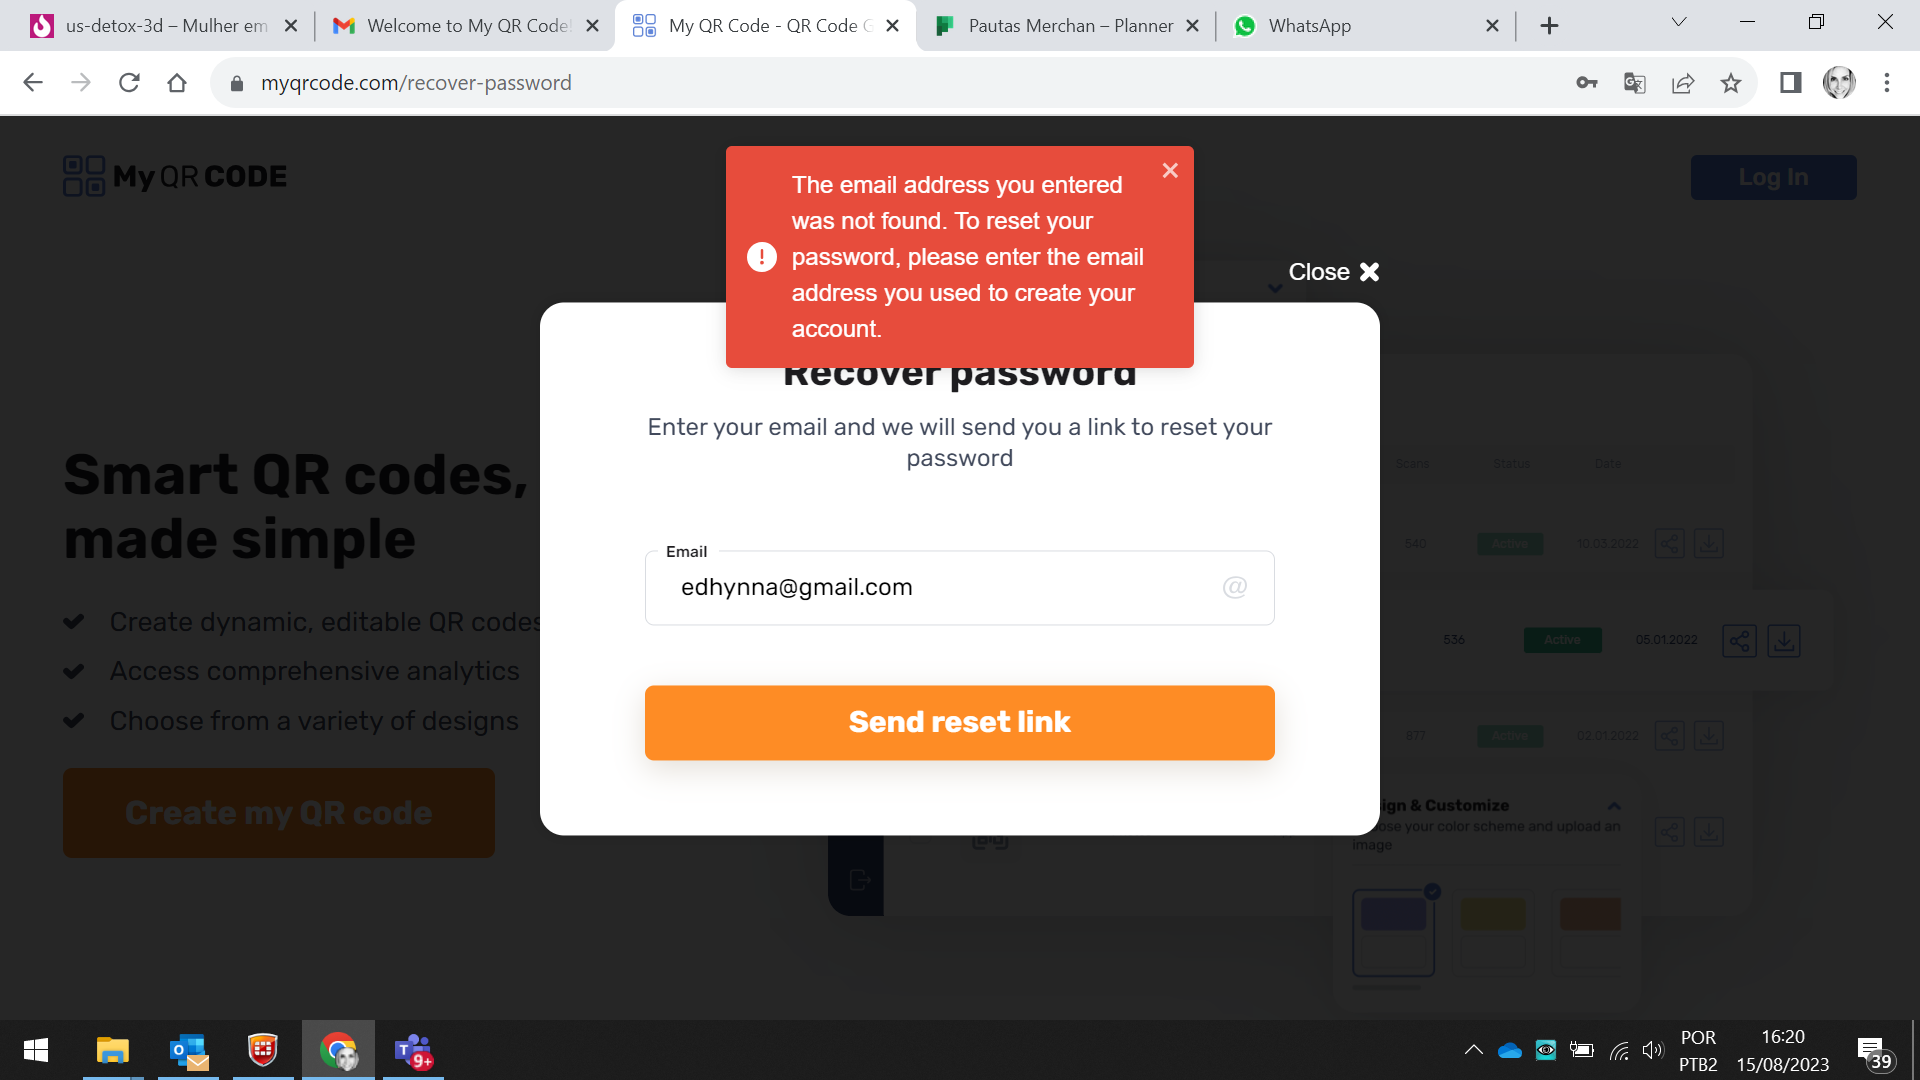 us-detox-3d – Mulher em
Welcome to My QR Code!
My QR Code - QR Code G
Pautas Merchan – Planner
WhatsApp
myqrcode.com/recover-password
My QR CODE
Log In
The email address you entered
was not found. To reset your
password, please enter the email
address you used to create your
account.
Close
Recover password
Enter your email and we will send you a link to reset your
password
Email
edhynna@gmail.com
@
Send reset link
Smart QR codes,
made simple
Create dynamic, editable QR codes
Access comprehensive analytics
Choose from a variety of designs
Create my QR code
Scans Status Date
540 Active 10.03.2022
536 Active 05.01.2022
877 Active 02.01.2022
ign & Customize
ose your color scheme and upload an
image
9+
POR
PTB2
16:20
15/08/2023
39